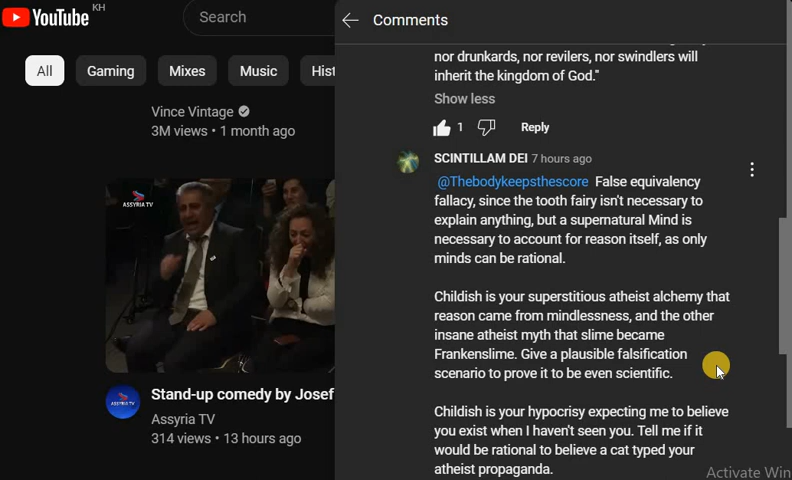 YouTube KH
Search
Comments
All
Gaming
Mixes
Music
Hist
Vince Vintage
3M views • 1 month ago
ASSYRIA TV
Stand-up comedy by Josef
Assyria TV
314 views • 13 hours ago
nor drunkards, nor revilers, nor swindlers will
inherit the kingdom of God."
Show less
1
Reply
SCINTILLAM DEI 7 hours ago
@Thebodykeepsthescore False equivalency
fallacy, since the tooth fairy isn't necessary to
explain anything, but a supernatural Mind is
necessary to account for reason itself, as only
minds can be rational.
Childish is your superstitious atheist alchemy that
reason came from mindlessness, and the other
insane atheist myth that slime became
Frankenslime. Give a plausible falsification
scenario to prove it to be even scientific.
Childish is your hypocrisy expecting me to believe
you exist when I haven't seen you. Tell me if it
would be rational to believe a cat typed your
atheist propaganda.
Activate Win